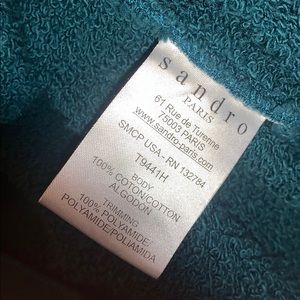 sandro
PARIS
61 Rue de Turenne
75003 PARIS
www.sandro-paris.com
SMCP USA - RN 132784
T9441H
BODY
100% COTON/COTTON
ALGODON
TRIMMING
100% POLYAMIDE/
POLYAMIDE/POLIAMIDA